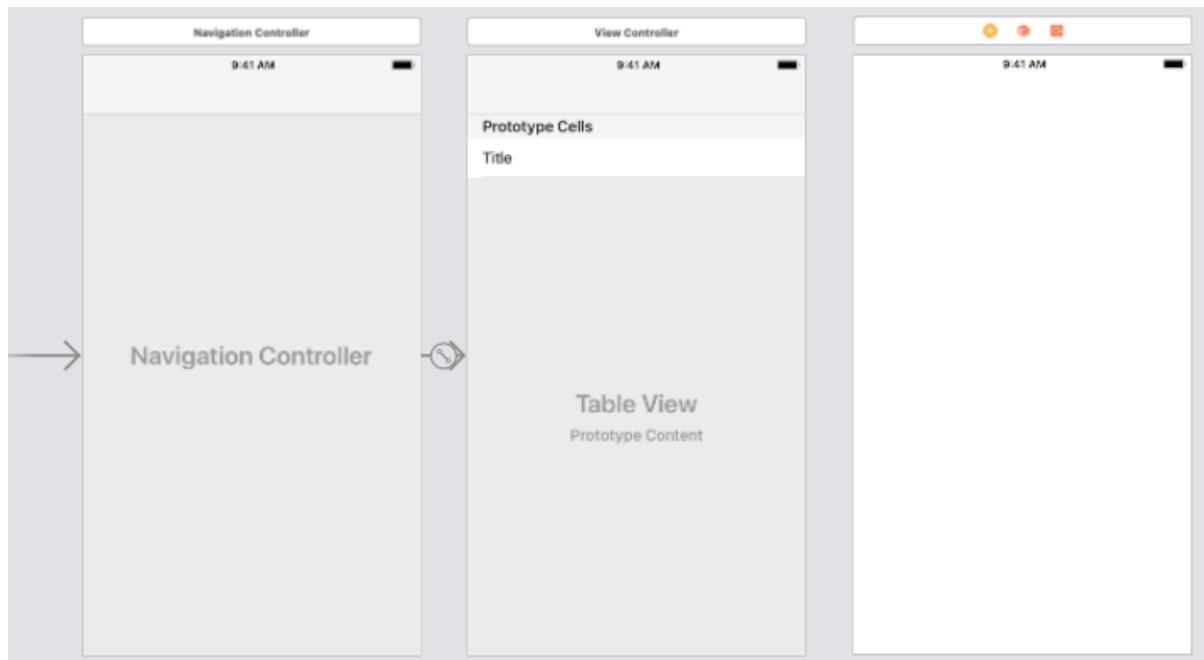 Navigation Controller
9:41 AM
Navigation Controller
View Controller
9:41 AM
Prototype Cells
Title
Table View
Prototype Content
9:41 AM